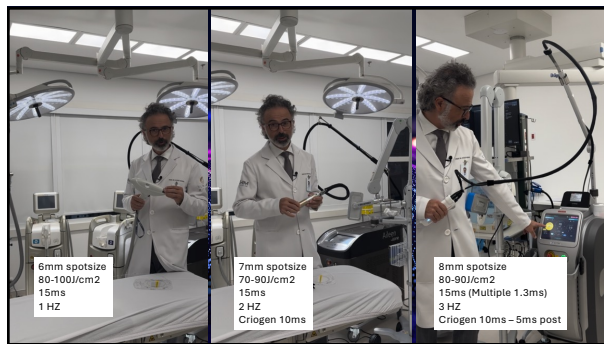 6mm spotsize
80-100J/cm2
15ms
1 HZ
7mm spotsize
70-90J/cm2
15ms
2 HZ
Criogen 10ms
8mm spotsize
80-90J/cm2
15ms (Multiple 1.3ms)
3 HZ
Criogen 10ms – 5ms post